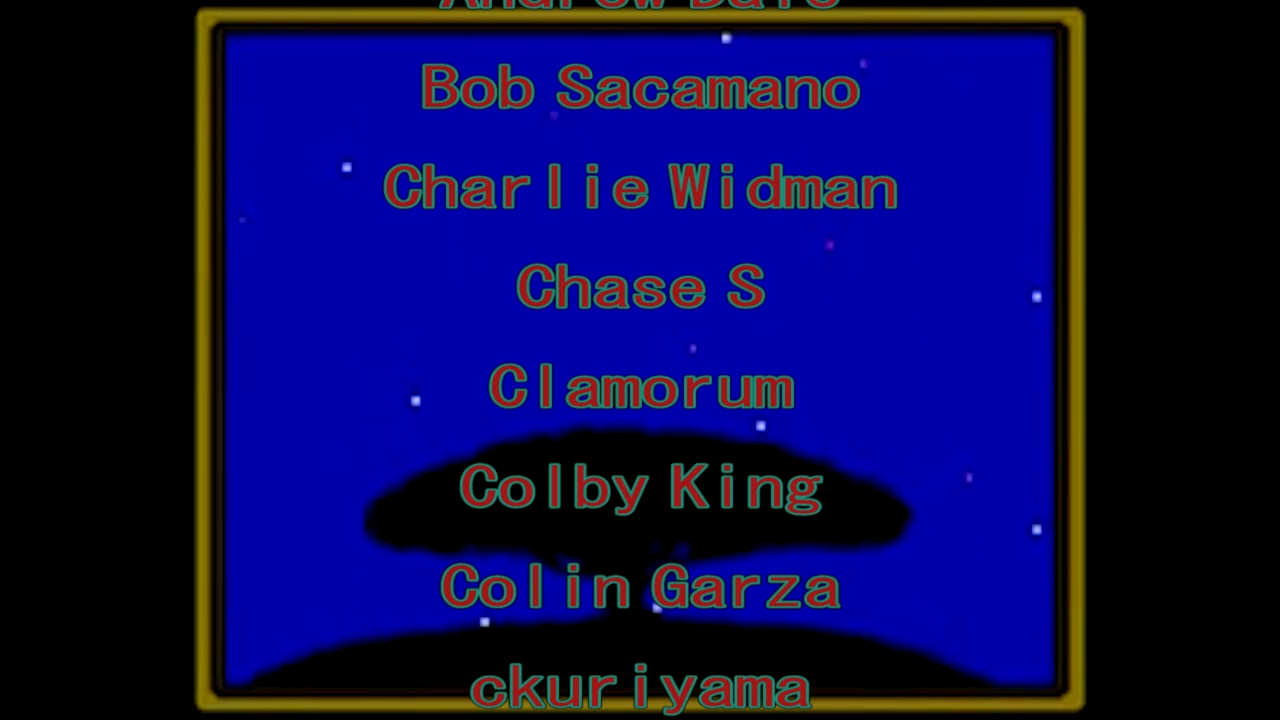 Bob Sacamano
Charlie Widman
Chase S
Clamorum
Colby King
Colin Garza
ckuriyama